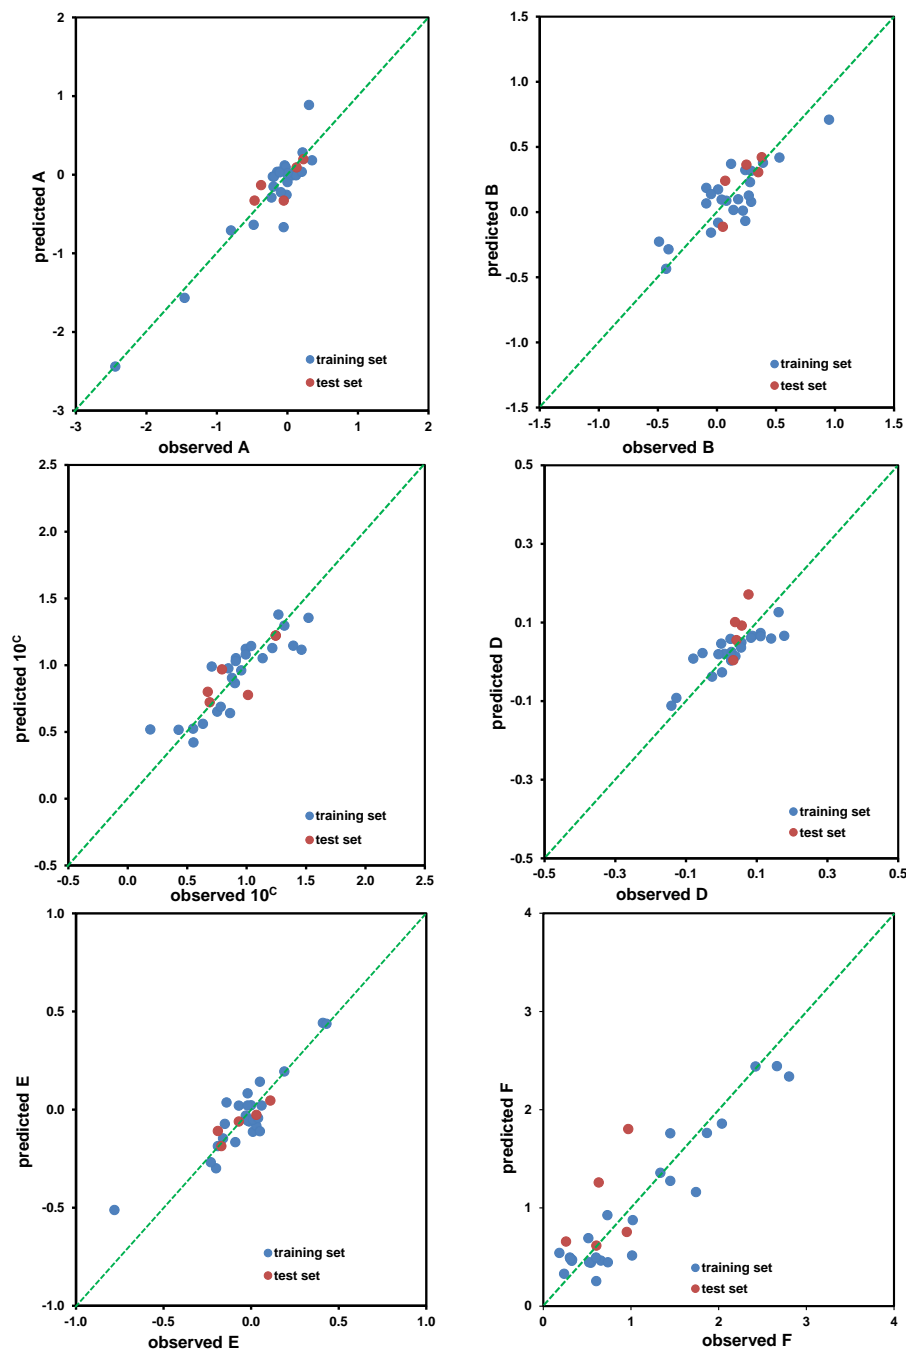 2
1
0
-1
-2
-3
-3 -2 -1 0 1 2
predicted A
observed A
training set
test set
1.5
1.0
0.5
0.0
-0.5
-1.0
-1.5
-1.5 -1.0 -0.5 0.0 0.5 1.0 1.5
predicted B
observed B
training set
test set
2.5
2.0
1.5
1.0
0.5
0.0
-0.5
-0.5 0.0 0.5 1.0 1.5 2.0 2.5
predicted 10^C
observed 10^C
training set
test set
0.5
0.3
0.1
-0.1
-0.3
-0.5
-0.5 -0.3 -0.1 0.1 0.3 0.5
predicted D
observed D
training set
test set
1.0
0.5
0.0
-0.5
-1.0
-1.0 -0.5 0.0 0.5 1.0
predicted E
observed E
training set
test set
4
3
2
1
0
0 1 2 3 4
predicted F
observed F
training set
test set